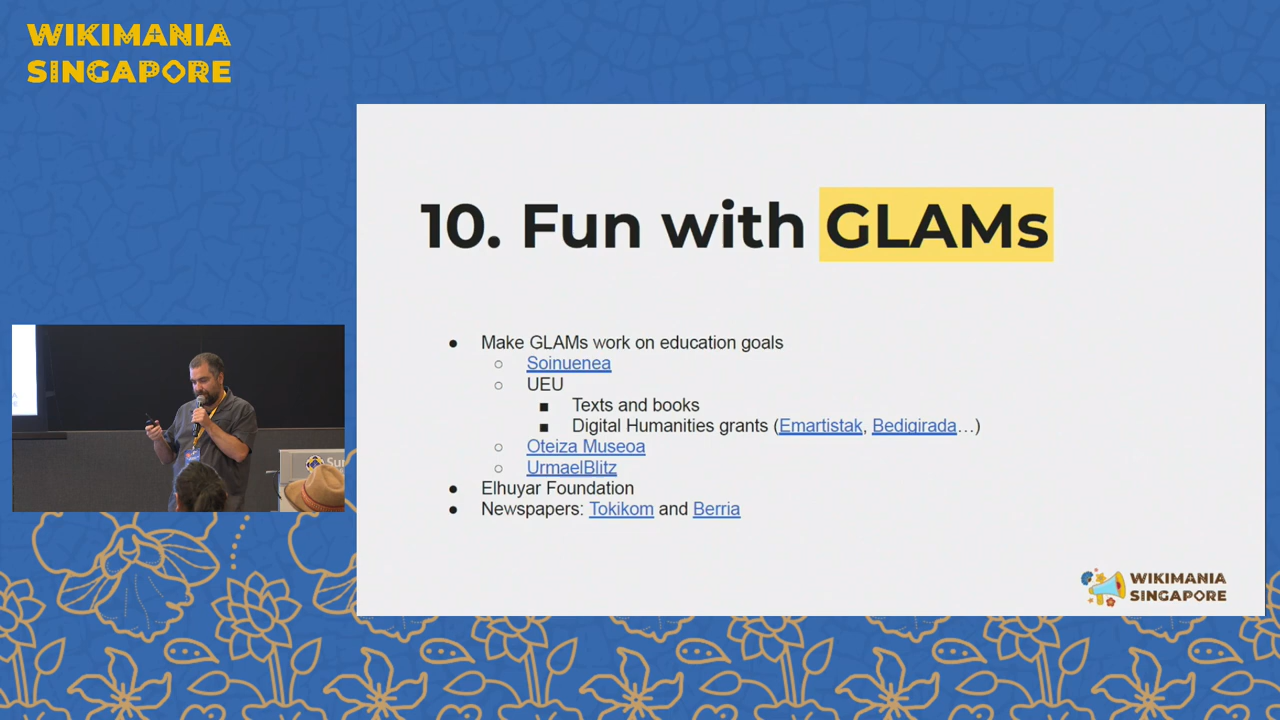 WIKIMANIA
SINGAPORE
10. Fun with GLAMs
● Make GLAMs work on education goals
○ Soinuenea
○ UEU
■ Texts and books
■ Digital Humanities grants (Emartistak, Bedigirada…)
○ Oteiza Museoa
○ UrmaelBlitz
● Elhuyar Foundation
● Newspapers: Tokikom and Berria
WIKIMANIA
SINGAPORE